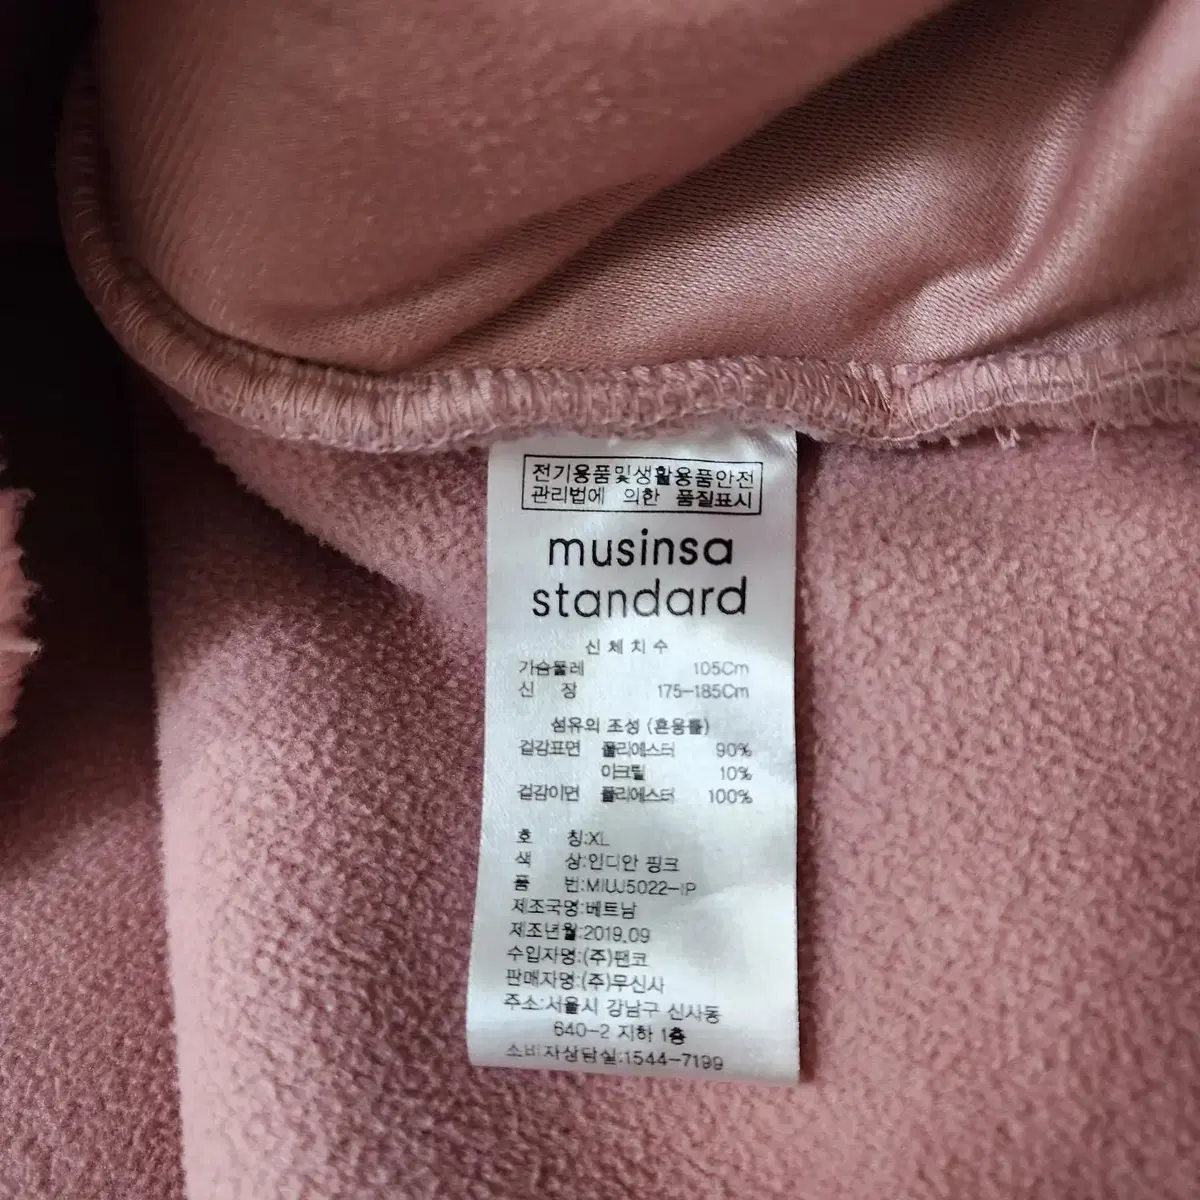 전기용품및생활용품안전
관리법에 의한 품질표시
musinsa
standard
신체치수
가슴둘레 105Cm
신 장 175-185Cm
섬유의 조성 (혼용률)
겉감표면 폴리에스터 90%
아크릴 10%
겉감이면 폴리에스터 100%
호 칭:XL
색 상:인디안 핑크
품 번:MIUJ5022-IP
제조국명:베트남
제조년월:2019.09
수입자명:(주)팬코
판매자명:(주)무신사
주소:서울시 강남구 신사동
640-2 지하 1층
소비자상담실:1544-7199